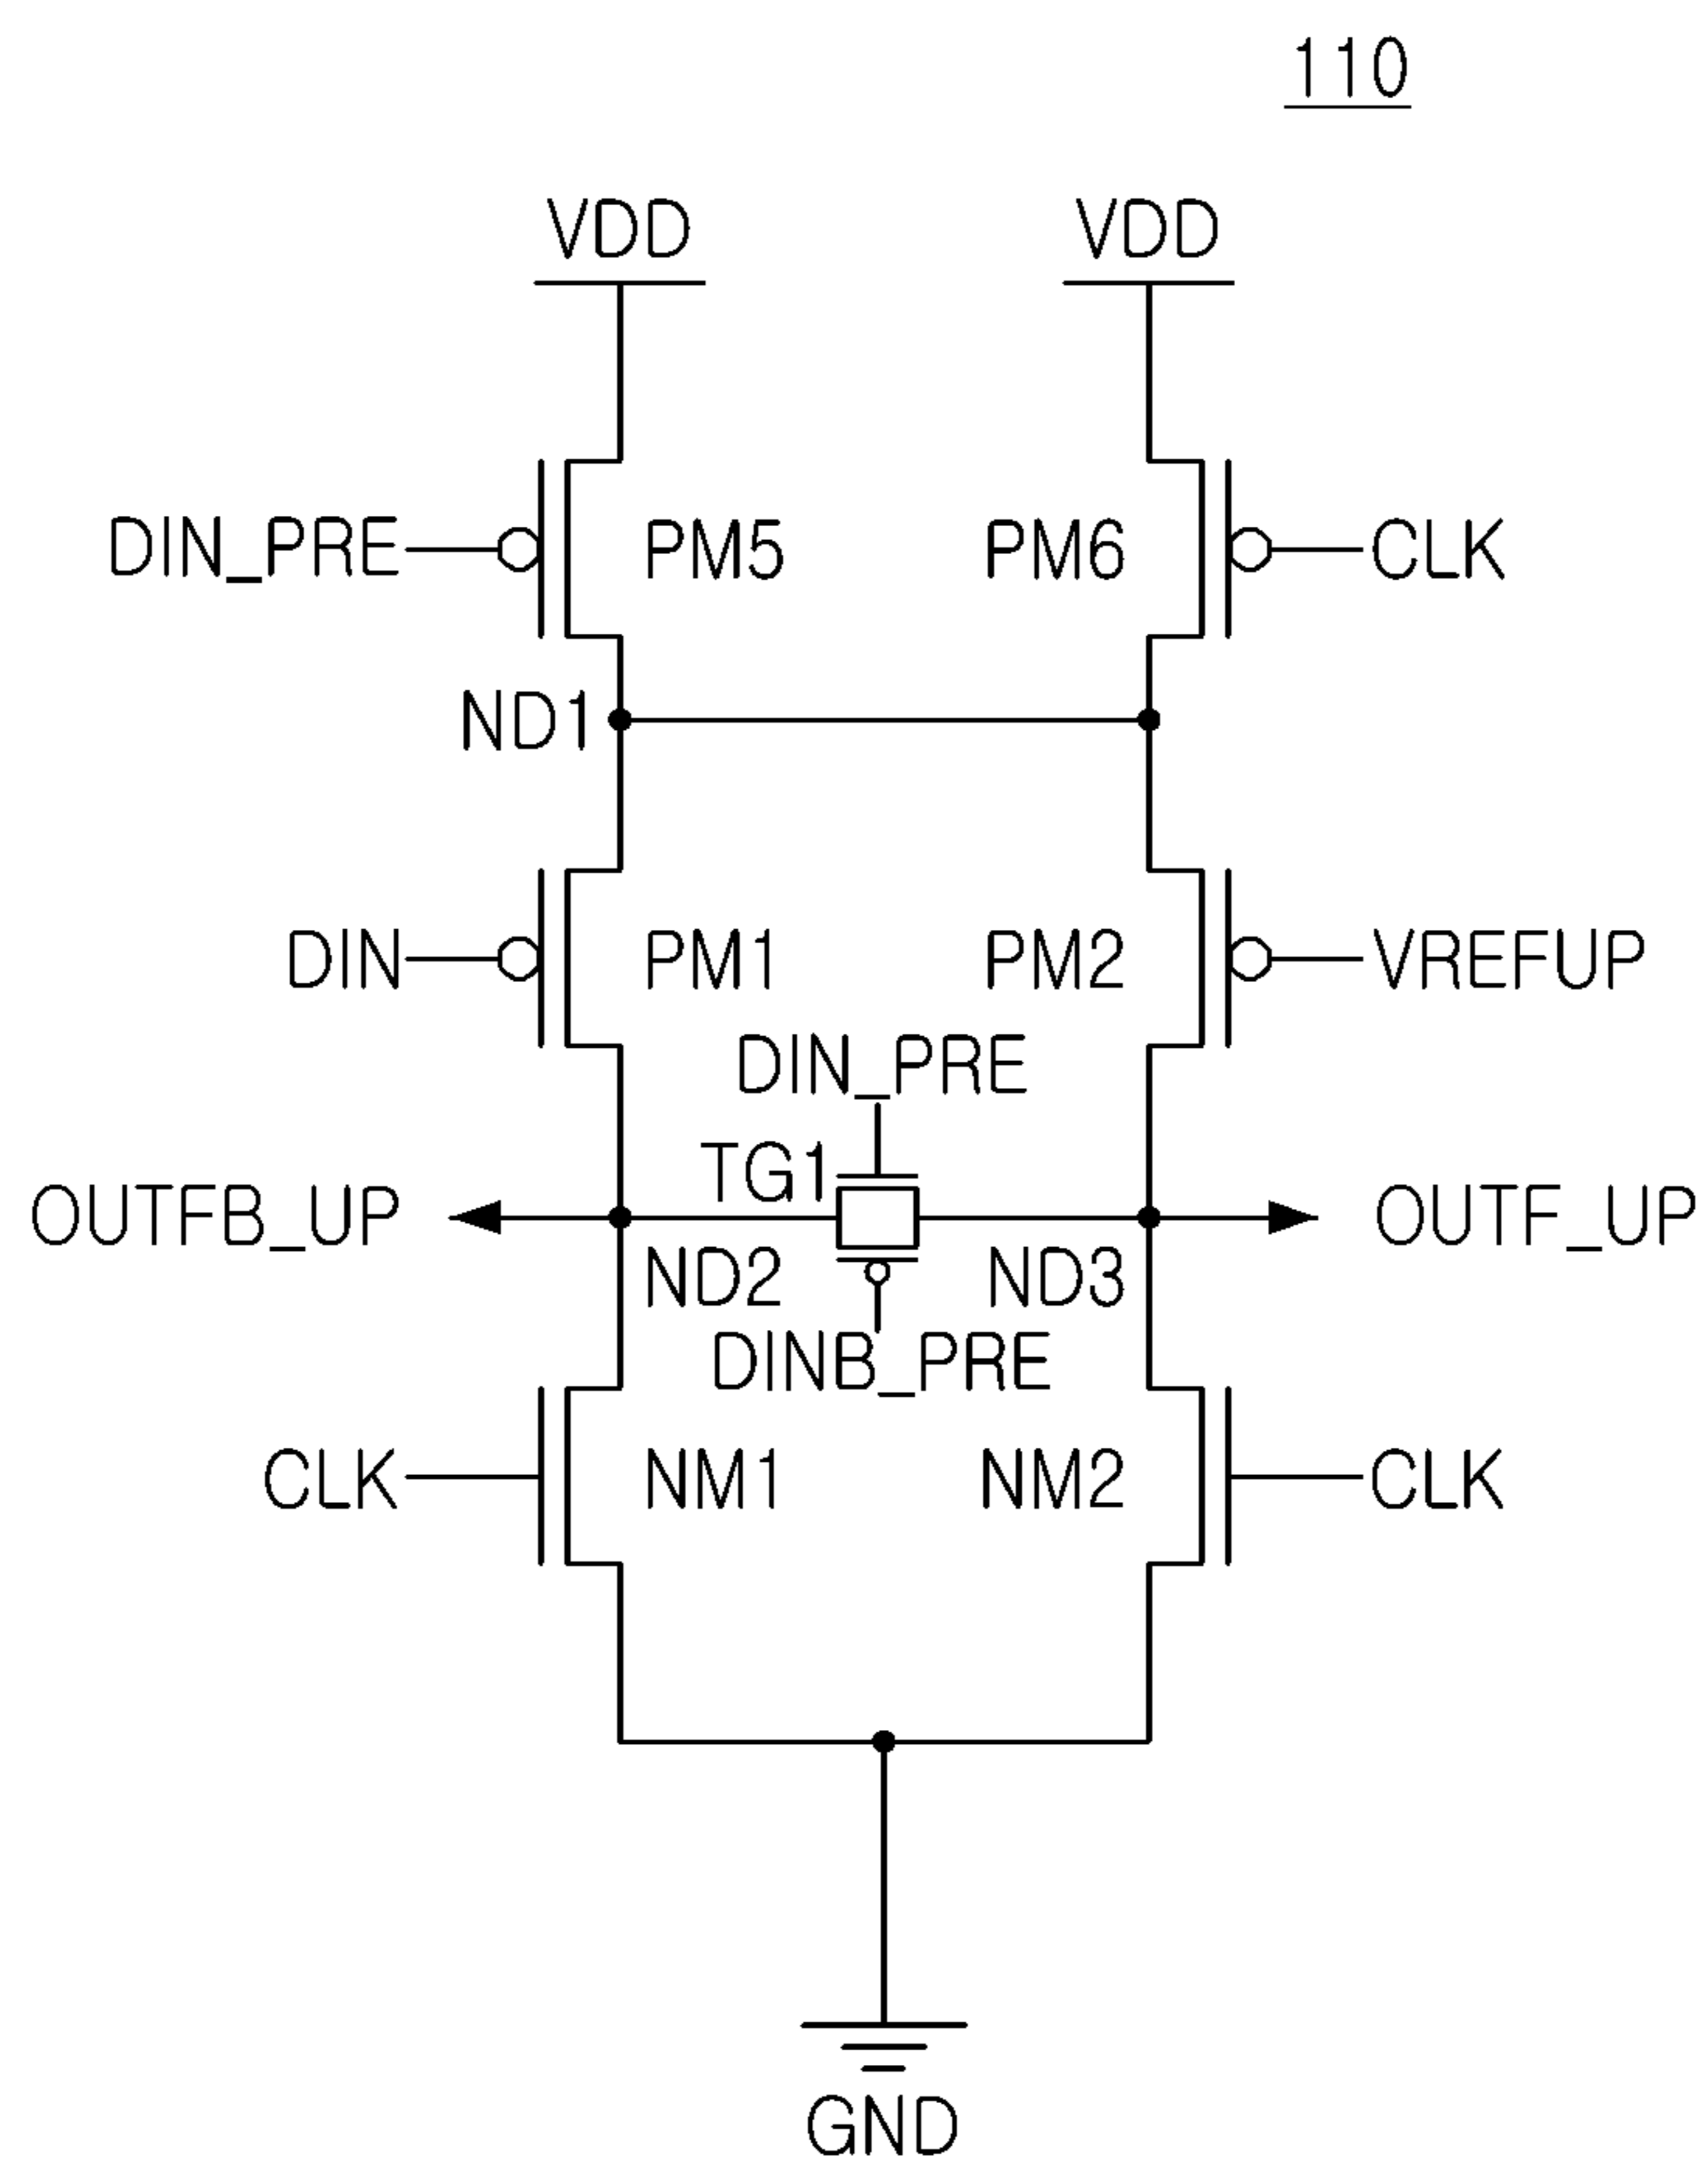 110
VDD VDD
DIN_PRE PM5 PM6 CLK
ND1
DIN PM1 PM2 VREFUP
DIN_PRE
TG1
OUTFB_UP OUTF_UP
ND2 ND3
DINB_PRE
CLK NM1 NM2 CLK
GND